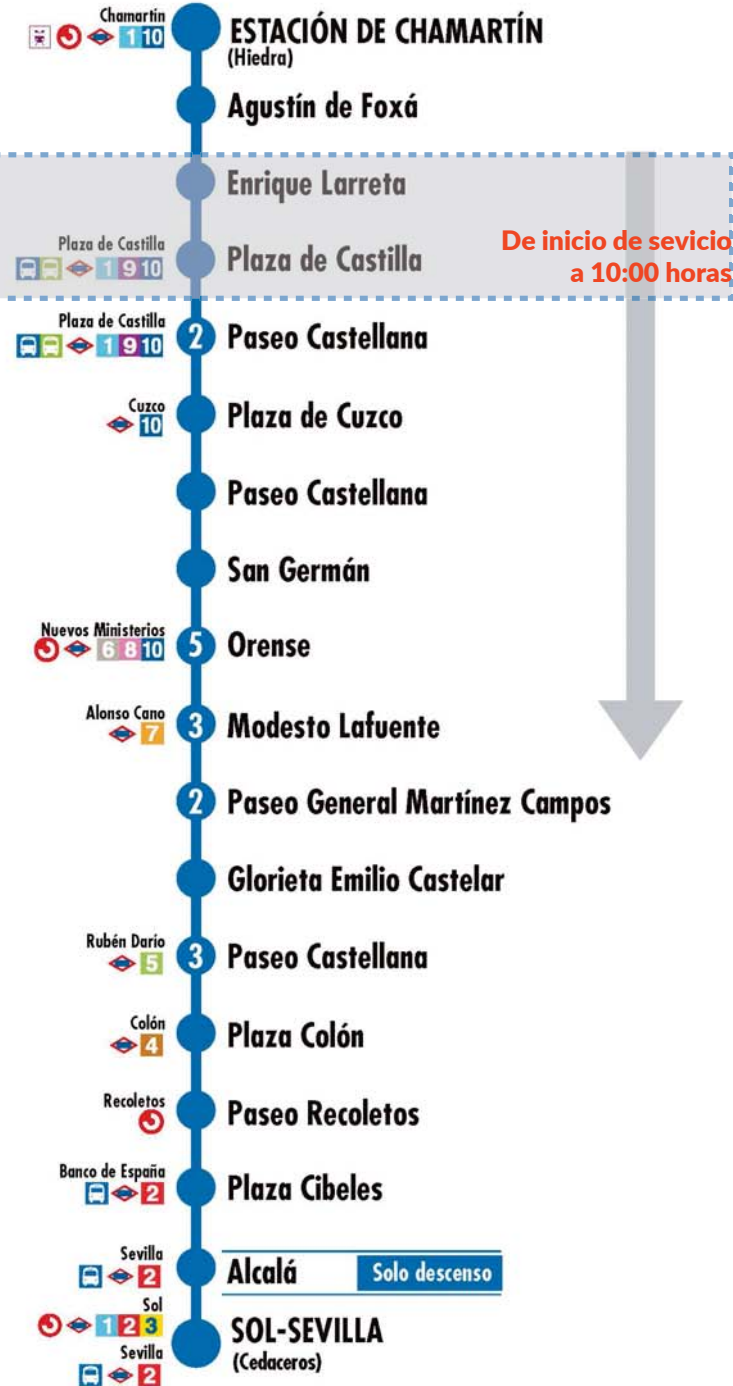 Chamartín
1 10
ESTACIÓN DE CHAMARTÍN
(Hiedra)
Agustín de Foxá
Enrique Larreta
Plaza de Castilla
1 9 10
Plaza de Castilla
De inicio de sevicio
a 10:00 horas
Plaza de Castilla
1 9 10
2
Paseo Castellana
Cuzco
10
Plaza de Cuzco
Paseo Castellana
San Germán
Nuevos Ministerios
6 8 10
5
Orense
Alonso Cano
7
3
Modesto Lafuente
2
Paseo General Martínez Campos
Glorieta Emilio Castelar
Rubén Darío
5
3
Paseo Castellana
Colón
4
Plaza Colón
Recoletos
Paseo Recoletos
Banco de España
2
Plaza Cibeles
Sevilla
2
Alcalá
Solo descenso
Sol
1 2 3
Sevilla
2
SOL-SEVILLA
(Cedaceros)